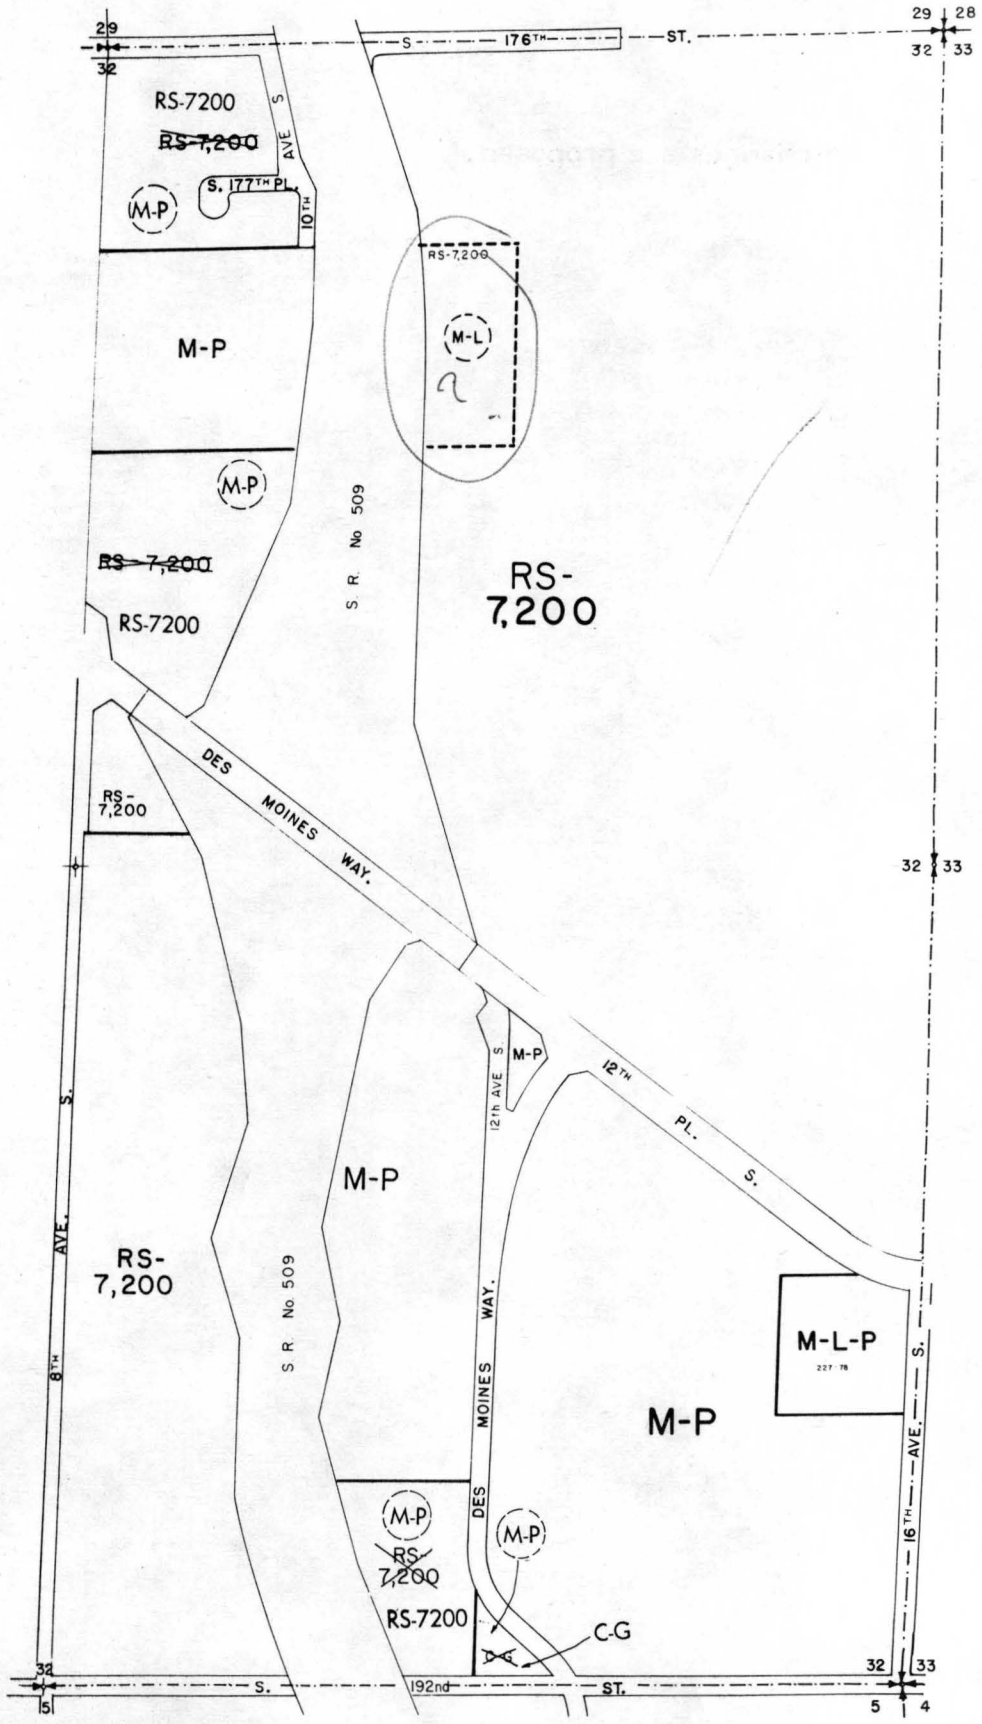 29
32
S 176TH ST.
29 28
32 33
RS-7200
RS-7,200
AVE S
10TH
S. 177TH PL.
M-P
RS-7,200
M-L
?
M-P
M-P
RS-7,200
RS-7200
S. R. No 509
RS-
7,200
DES MOINES WAY.
RS-
7,200
32 33
12th AVE S.
M-P
12TH PL. S.
8TH AVE. S.
M-P
RS-
7,200
S R No. 509
DES MOINES WAY.
M-L-P
227-78
M-P
16TH AVE. S.
M-P
RS-
7,200
RS-7200
M-P
C-G
C-G
32
5
S. 192nd ST.
32 33
5 4